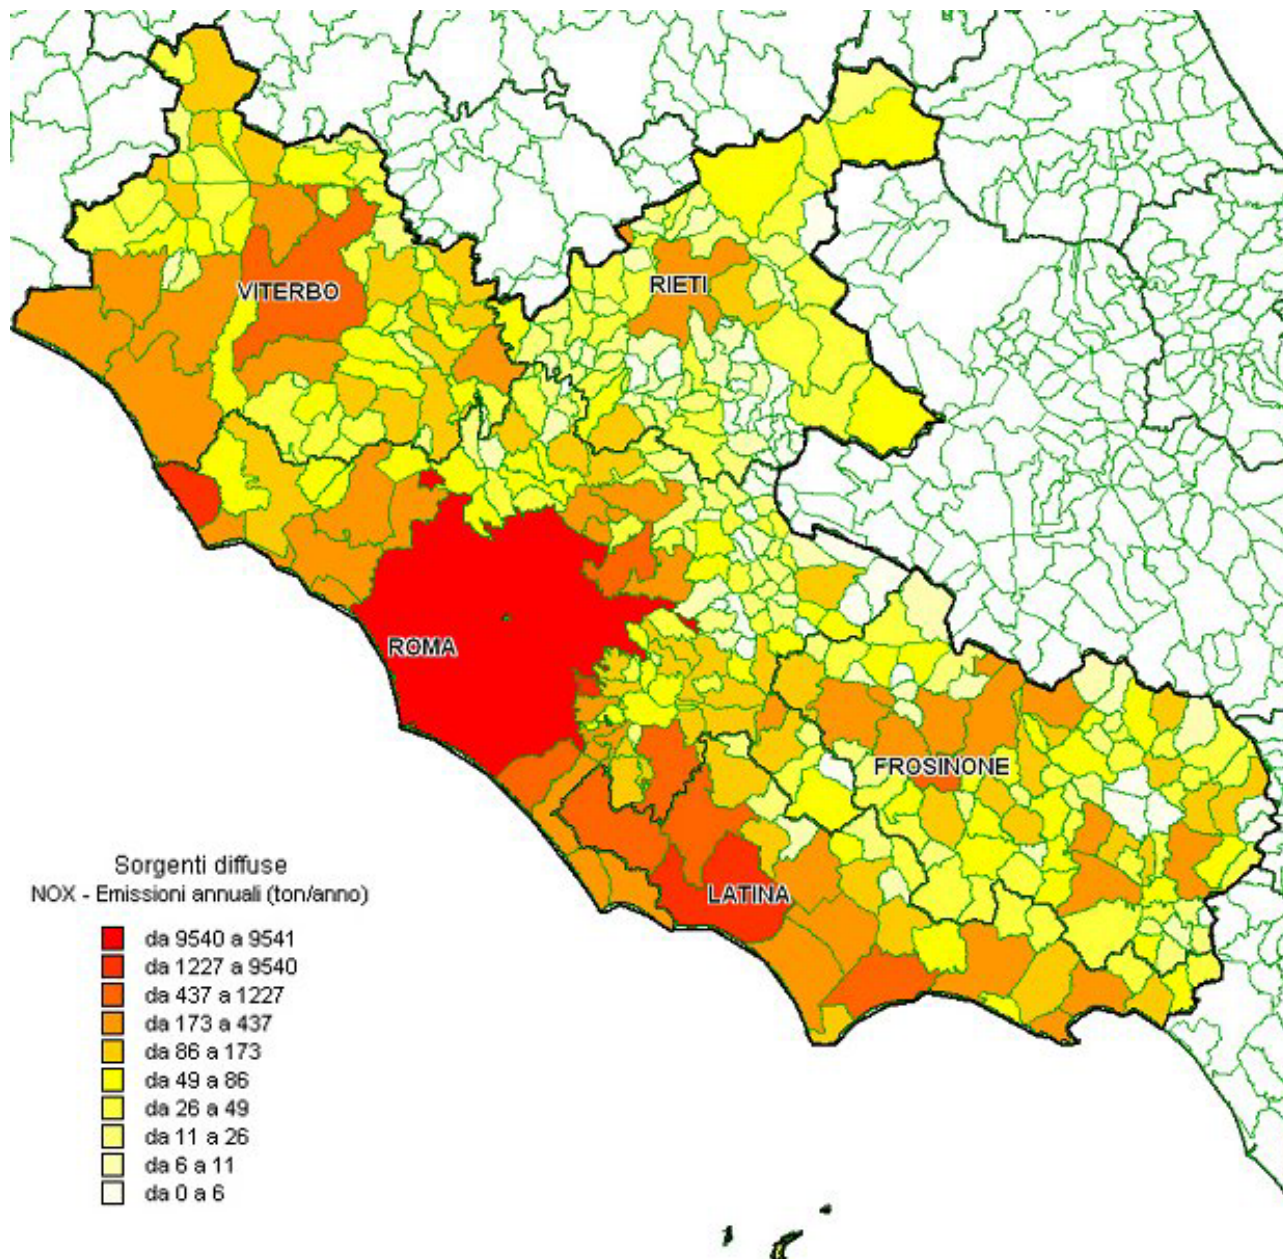 VITERBO
RIETI
ROMA
FROSINONE
LATINA
Sorgenti diffuse
NOX - Emissioni annuali (ton/anno)
da 9540 a 9541
da 1227 a 9540
da 437 a 1227
da 173 a 437
da 86 a 173
da 49 a 86
da 26 a 49
da 11 a 26
da 6 a 11
da 0 a 6